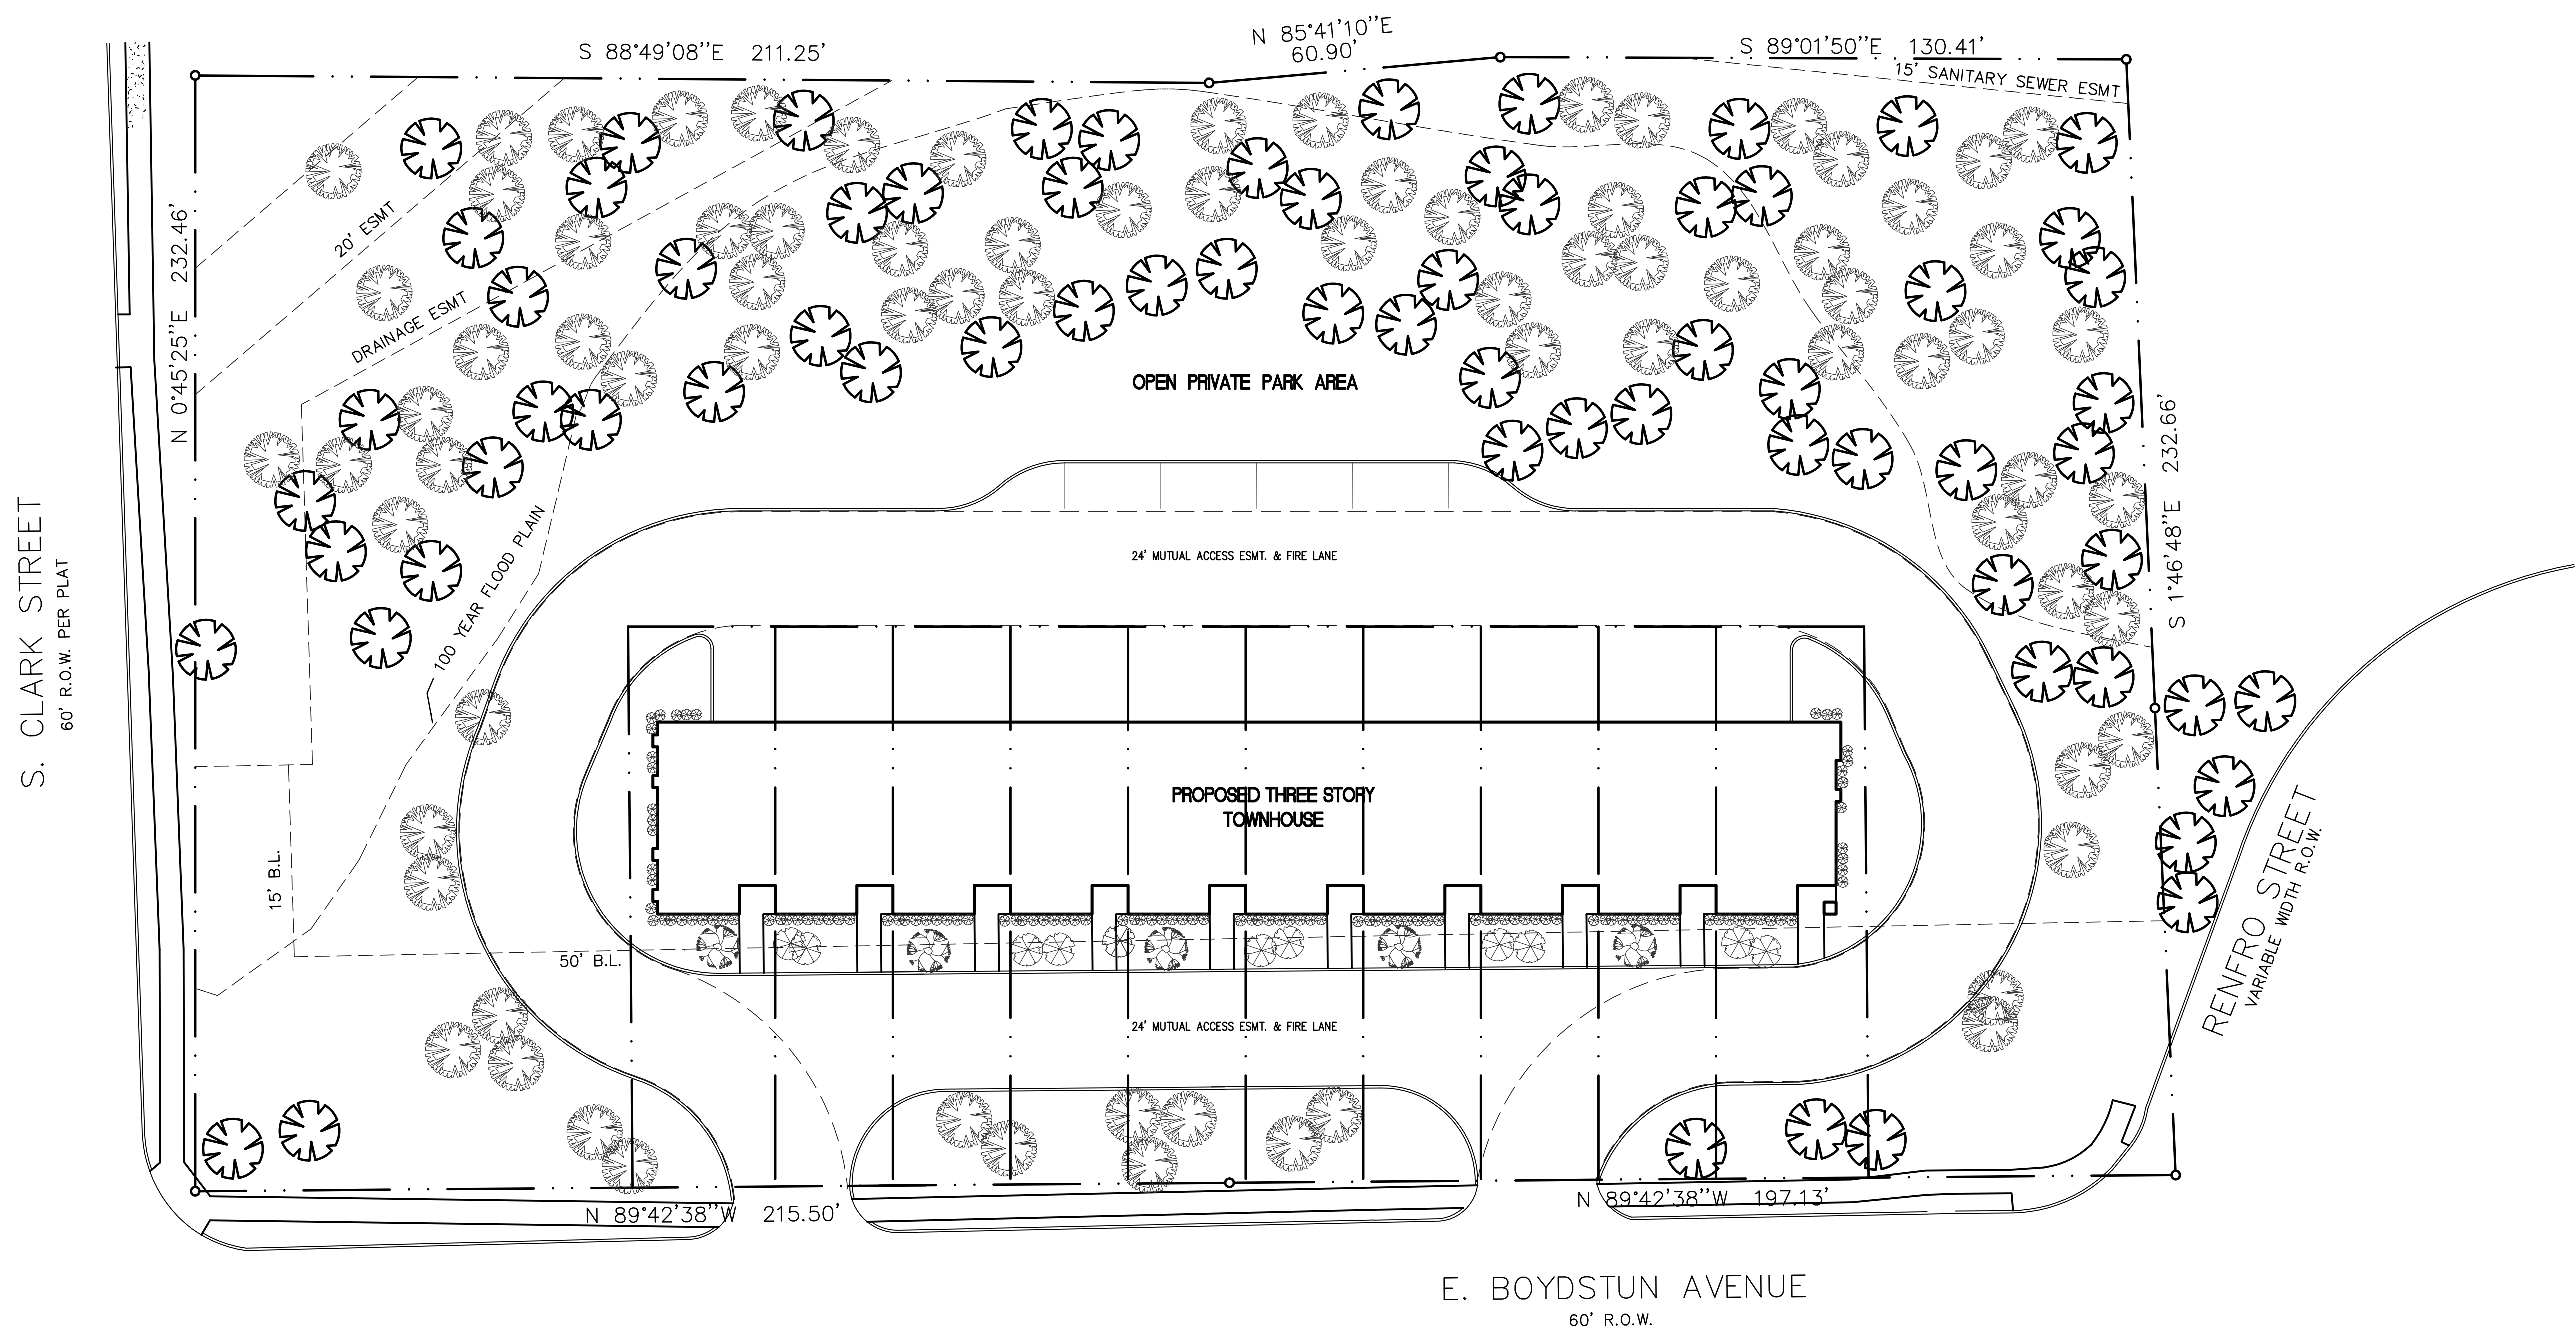 S 88°49'08"E 211.25'
N 85°41'10"E
60.90'
S 89°01'50"E 130.41'
15' SANITARY SEWER ESMT
N 0°45'25"E 232.46'
20' ESMT
DRAINAGE ESMT
OPEN PRIVATE PARK AREA
S 1°46'48"E 232.66'
S. CLARK STREET
60' R.O.W. PER PLAT
100 YEAR FLOOD PLAIN
24' MUTUAL ACCESS ESMT. & FIRE LANE
PROPOSED THREE STORY
TOWNHOUSE
15' B.L.
50' B.L.
RENFRO STREET
VARIABLE WIDTH R.O.W.
24' MUTUAL ACCESS ESMT. & FIRE LANE
N 89°42'38"W 215.50'
N 89°42'38"W 197.13'
E. BOYDSTUN AVENUE
60' R.O.W.